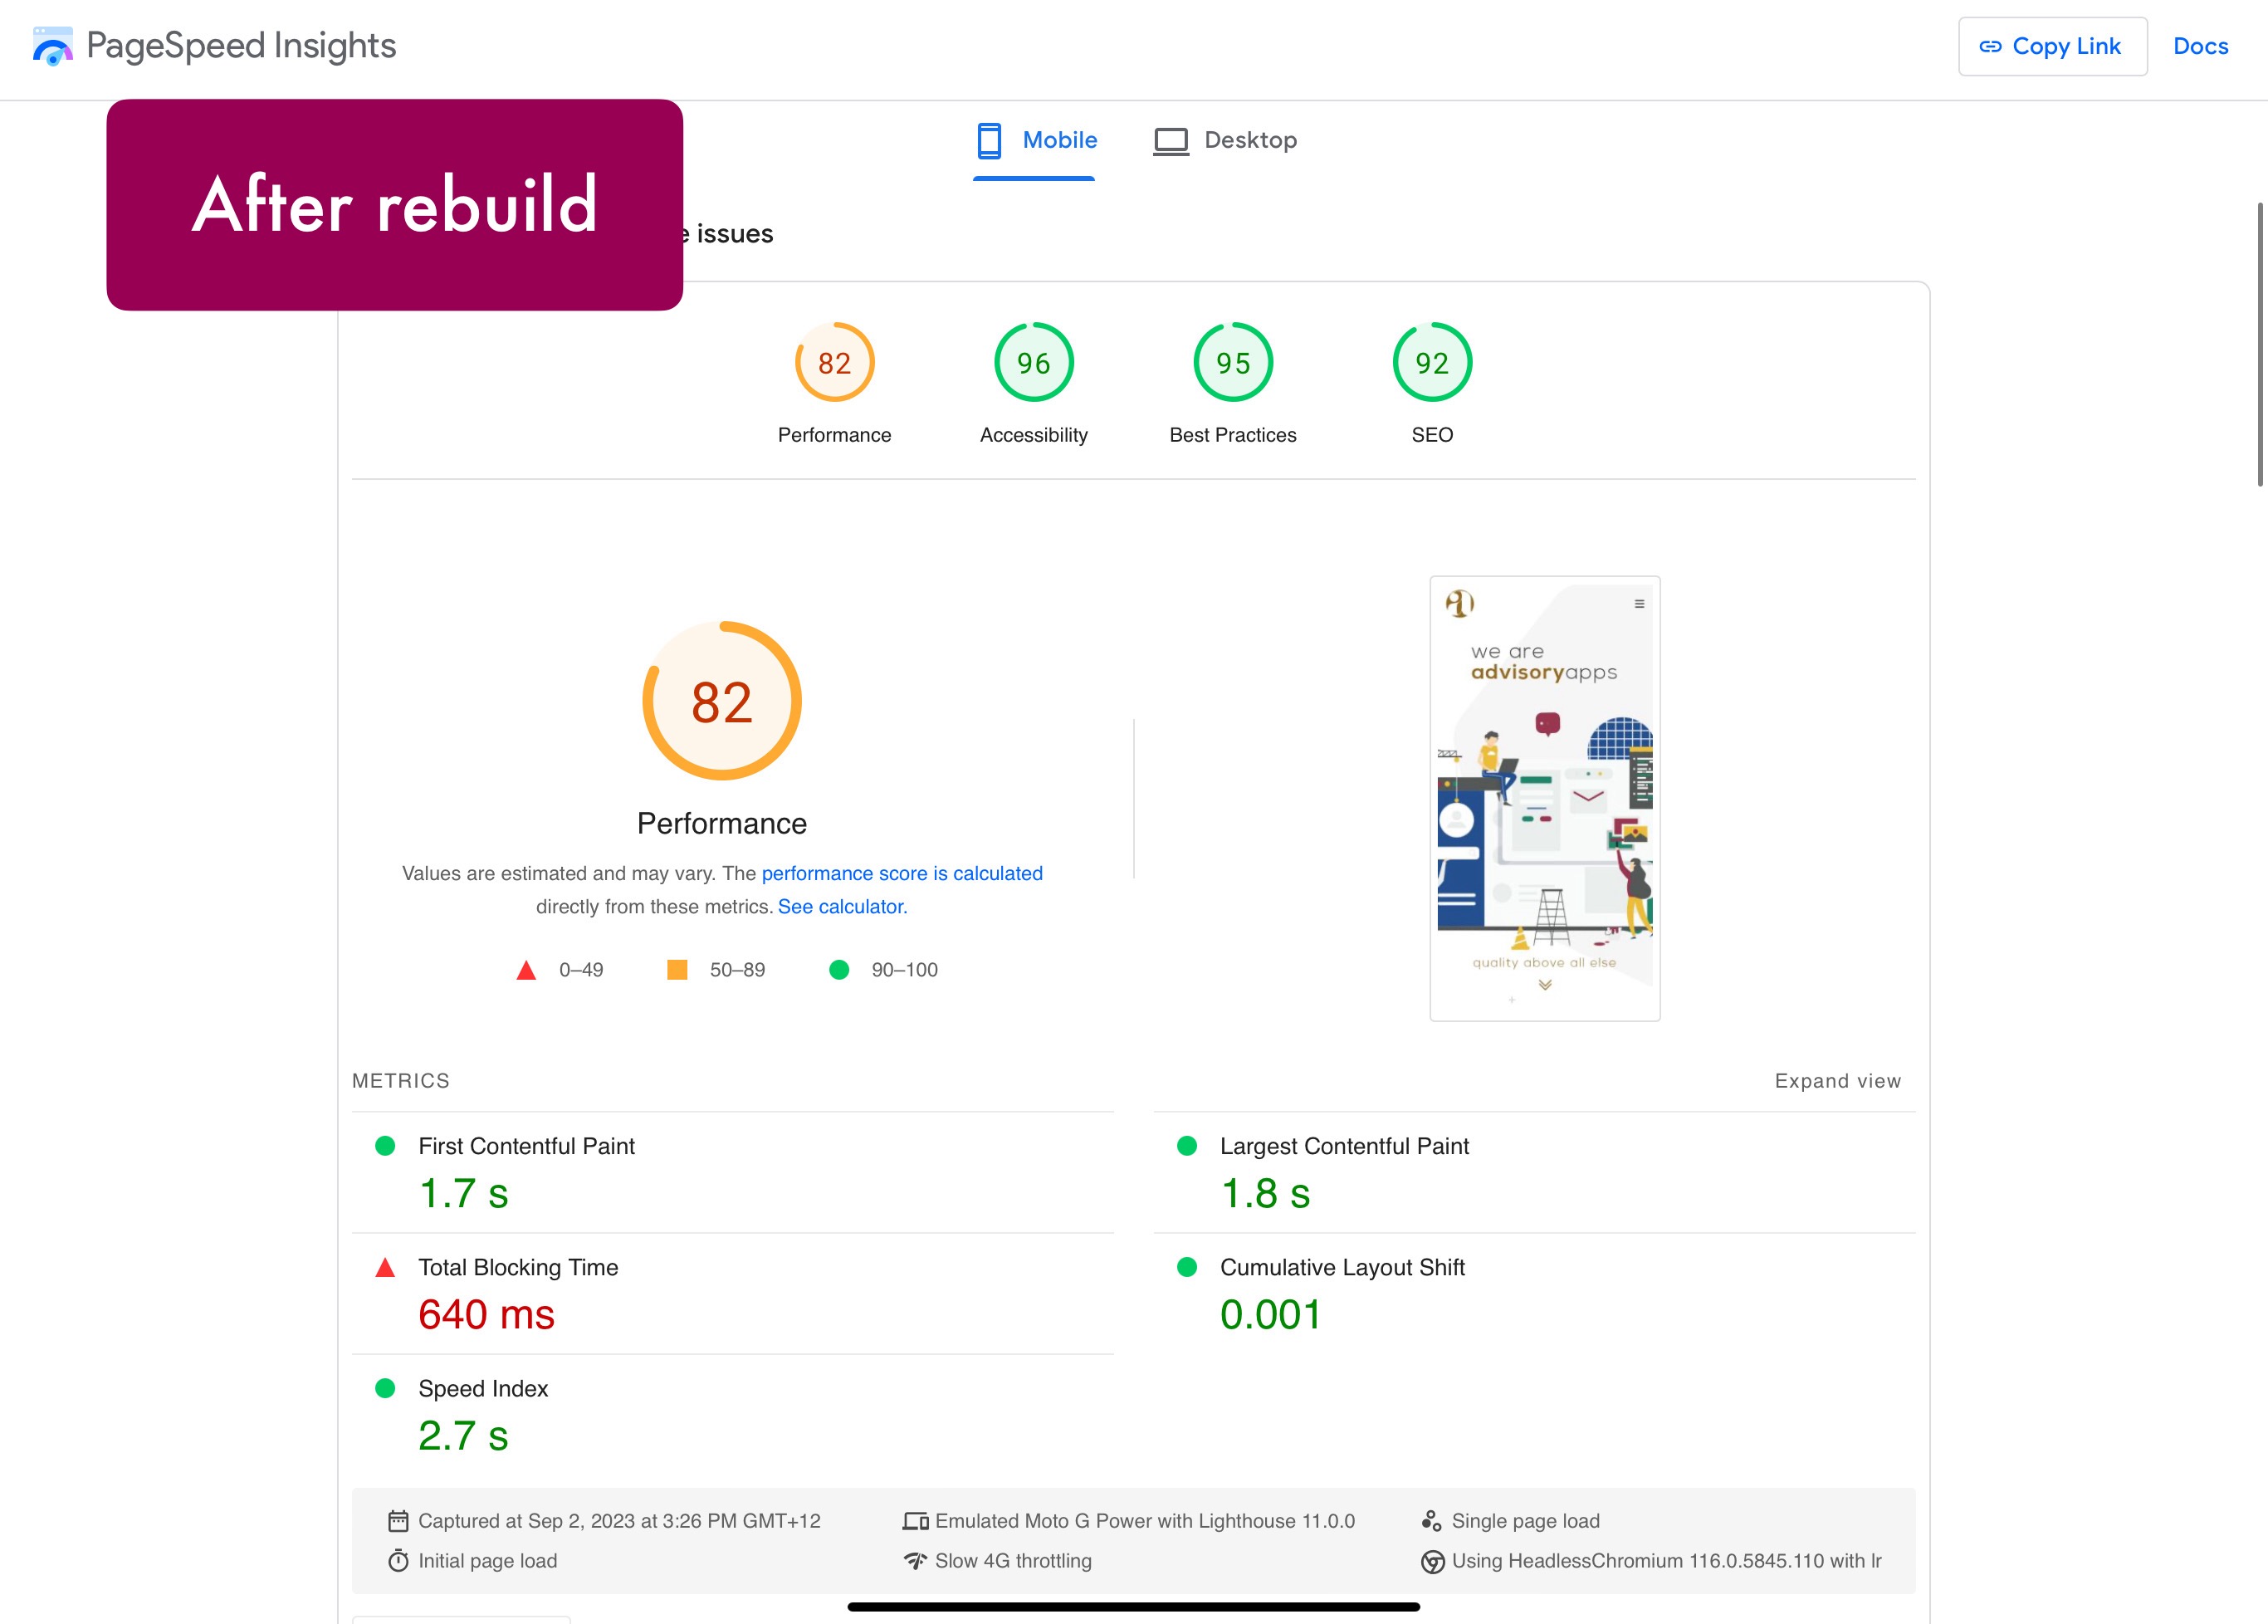 PageSpeed Insights
Copy Link
Docs
After rebuild
Mobile
Desktop
issues
82
96
95
92
Performance
Accessibility
Best Practices
SEO
82
Performance
Values are estimated and may vary. The performance score is calculated
directly from these metrics. See calculator.
0–49
50–89
90–100
we are
advisoryapps
quality above all else
METRICS
Expand view
First Contentful Paint
1.7 s
Largest Contentful Paint
1.8 s
Total Blocking Time
640 ms
Cumulative Layout Shift
0.001
Speed Index
2.7 s
Captured at Sep 2, 2023 at 3:26 PM GMT+12
Emulated Moto G Power with Lighthouse 11.0.0
Single page load
Initial page load
Slow 4G throttling
Using HeadlessChromium 116.0.5845.110 with lr